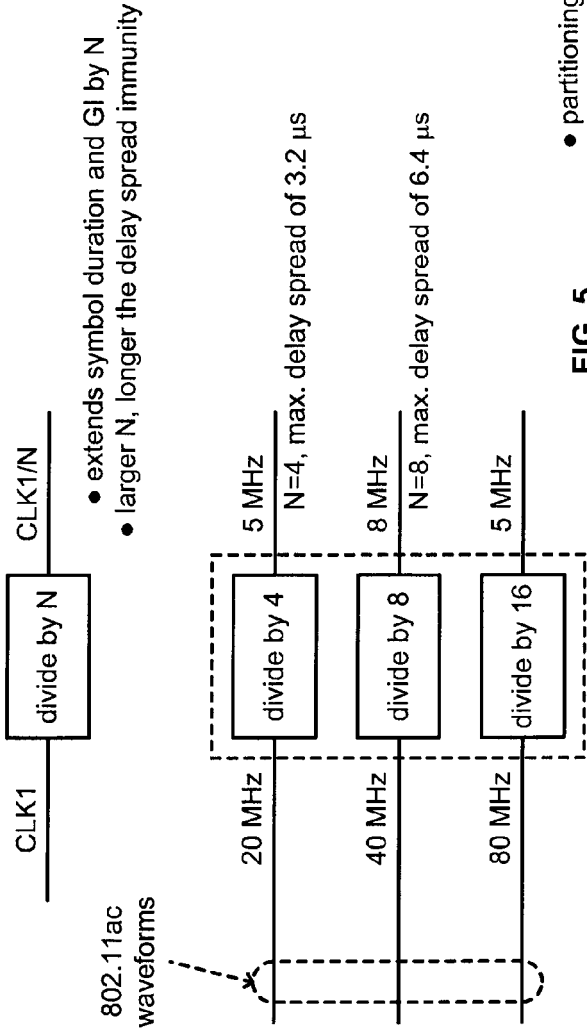 CLK1
divide by N
CLK1/N
● extends symbol duration and GI by N
● larger N, longer the delay spread immunity
802.11ac
waveforms
20 MHz
divide by 4
5 MHz
N=4, max. delay spread of 3.2 µs
40 MHz
divide by 8
8 MHz
N=8, max. delay spread of 6.4 µs
80 MHz
divide by 16
5 MHz
FIG. 5
● partitioning